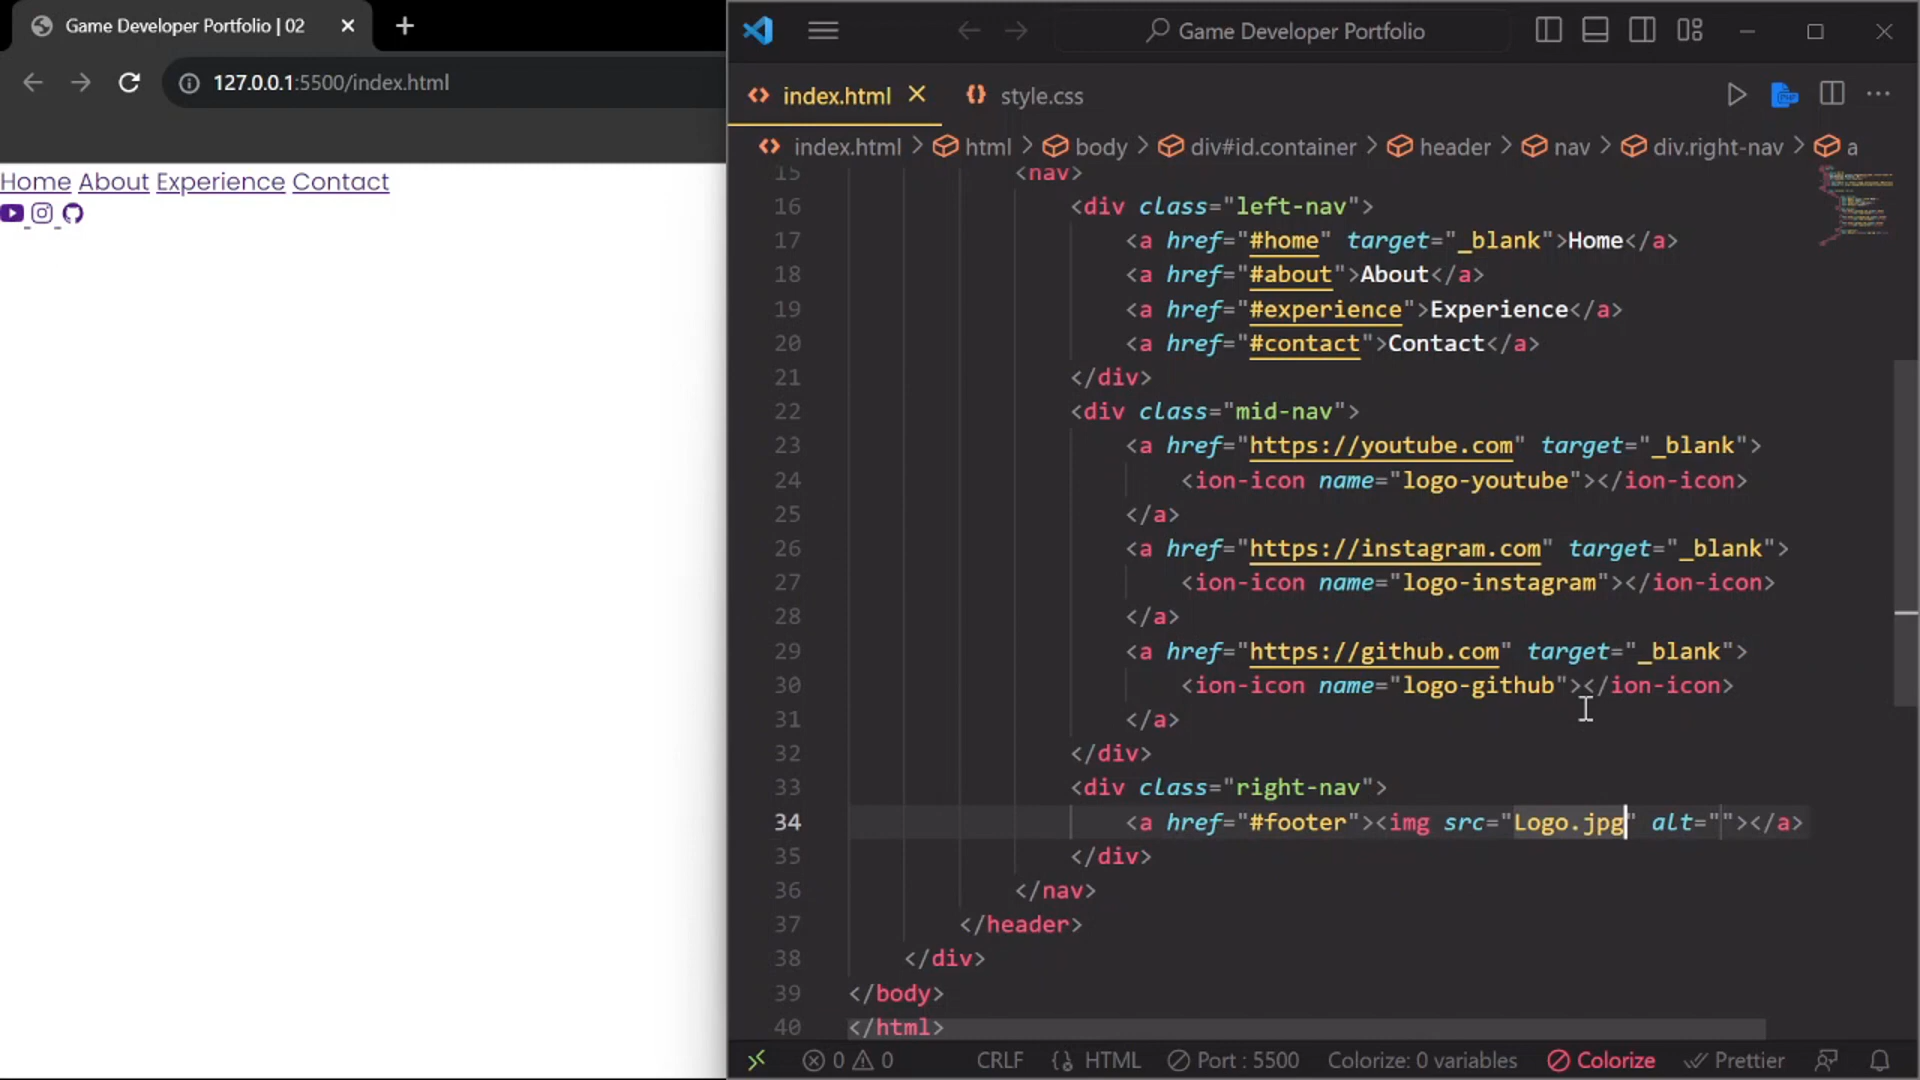 Game Developer Portfolio | 02
127.0.0.1:5500/index.html
Home About Experience Contact
Game Developer Portfolio
index.html
style.css
index.html > html > body > div#id.container > header > nav > div.right-nav > a
15 <nav>
16 <div class="left-nav">
17 <a href="#home" target="_blank">Home</a>
18 <a href="#about">About</a>
19 <a href="#experience">Experience</a>
20 <a href="#contact">Contact</a>
21 </div>
22 <div class="mid-nav">
23 <a href="https://youtube.com" target="_blank">
24 <ion-icon name="logo-youtube"></ion-icon>
25 </a>
26 <a href="https://instagram.com" target="_blank">
27 <ion-icon name="logo-instagram"></ion-icon>
28 </a>
29 <a href="https://github.com" target="_blank">
30 <ion-icon name="logo-github"></ion-icon>
31 </a>
32 </div>
33 <div class="right-nav">
34 <a href="#footer"><img src="Logo.jpg" alt=""></a>
35 </div>
36 </nav>
37 </header>
38 </div>
39 </body>
40 </html>
0 0 CRLF HTML Port : 5500 Colorize: 0 variables Colorize Prettier